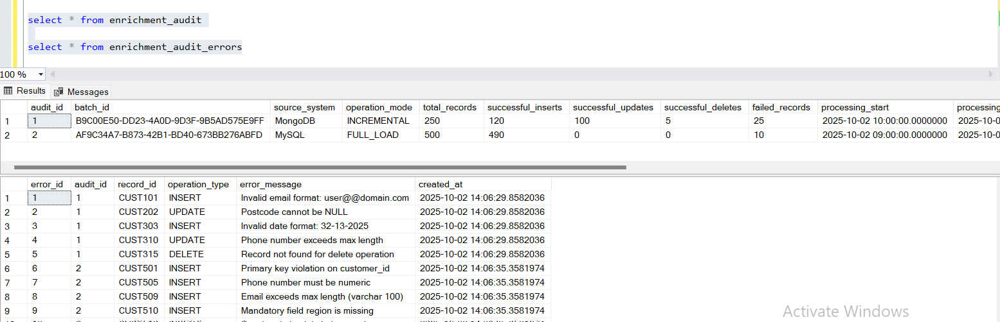 select * from enrichment_audit
select * from enrichment_audit_errors
100 %
Results Messages
audit_id batch_id source_system operation_mode total_records successful_inserts successful_updates successful_deletes failed_records processing_start processing
1 1 B9C00E50-DD23-4A0D-9D3F-9B5AD575E9FF MongoDB INCREMENTAL 250 120 100 5 25 2025-10-02 10:00:00.0000000 2025-10-0
2 2 AF9C34A7-B873-42B1-BD40-673BB276ABFD MySQL FULL_LOAD 500 490 0 0 10 2025-10-02 09:00:00.0000000 2025-10-0
error_id audit_id record_id operation_type error_message created_at
1 1 1 CUST101 INSERT Invalid email format: user@@domain.com 2025-10-02 14:06:29.8582036
2 2 1 CUST202 UPDATE Postcode cannot be NULL 2025-10-02 14:06:29.8582036
3 3 1 CUST303 INSERT Invalid date format: 32-13-2025 2025-10-02 14:06:29.8582036
4 4 1 CUST310 UPDATE Phone number exceeds max length 2025-10-02 14:06:29.8582036
5 5 1 CUST315 DELETE Record not found for delete operation 2025-10-02 14:06:29.8582036
6 6 2 CUST501 INSERT Primary key violation on customer_id 2025-10-02 14:06:35.3581974
7 7 2 CUST505 INSERT Phone number must be numeric 2025-10-02 14:06:35.3581974
8 8 2 CUST509 INSERT Email exceeds max length (varchar 100) 2025-10-02 14:06:35.3581974
9 9 2 CUST510 INSERT Mandatory field region is missing 2025-10-02 14:06:35.3581974
Activate Windows